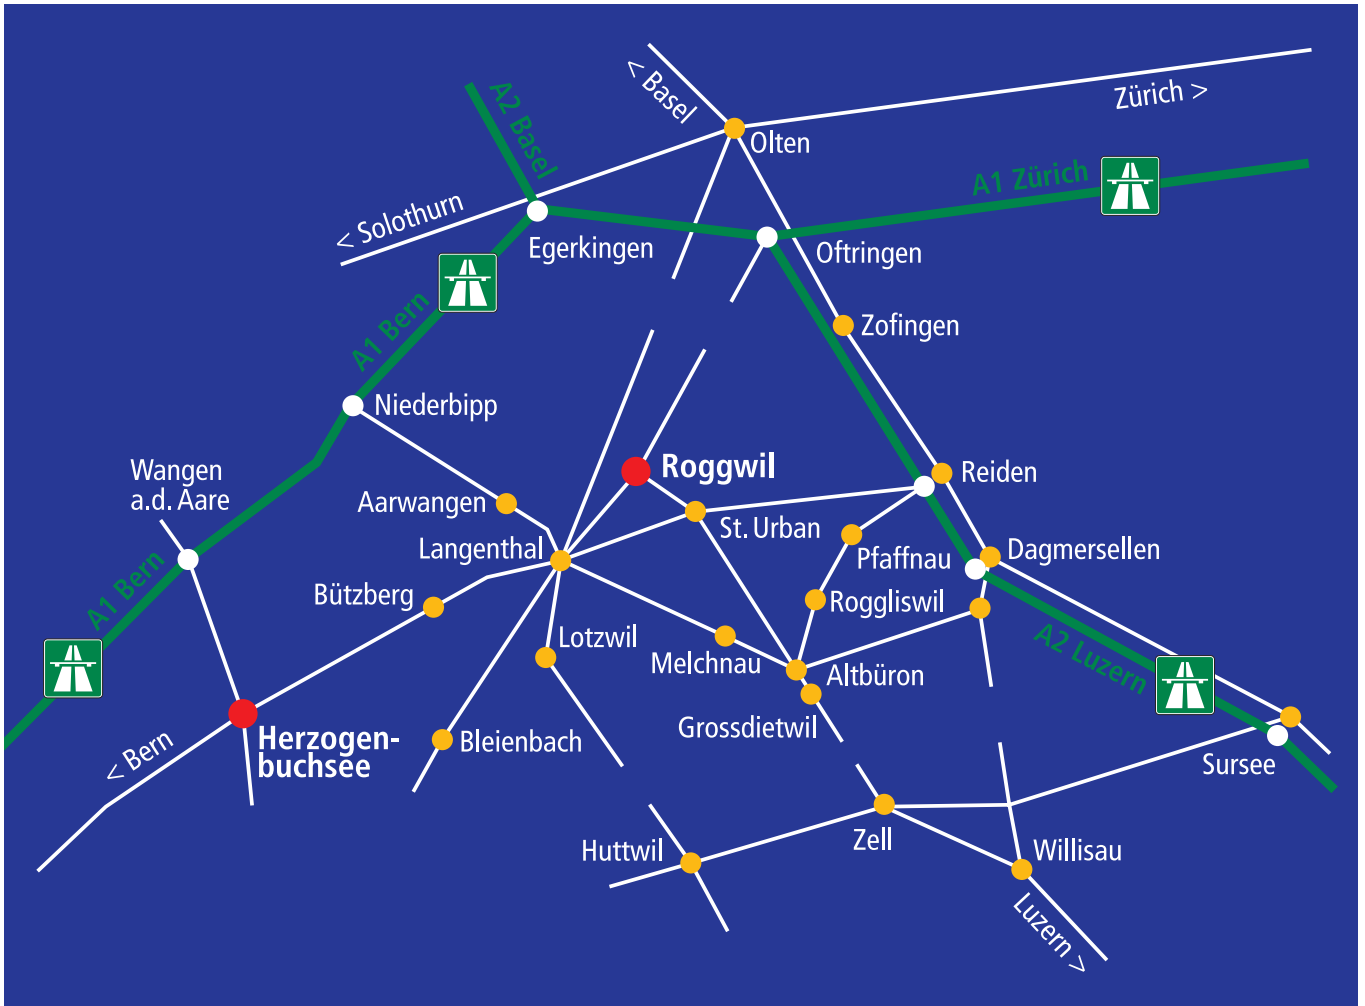 < Basel
Zürich >
A2 Basel
Olten
A1 Zürich
< Solothurn
Egerkingen
Oftringen
A1 Bern
Zofingen
Niederbipp
Wangen
a.d. Aare
Roggwil
Reiden
Aarwangen
St. Urban
Langenthal
Pfaffnau
Dagmersellen
A1 Bern
Bützberg
Roggliswil
Lotzwil
Melchnau
Altbüron
A2 Luzern
Grossdietwil
Herzogen-
buchsee
< Bern
Bleienbach
Sursee
Huttwil
Zell
Willisau
Luzern >